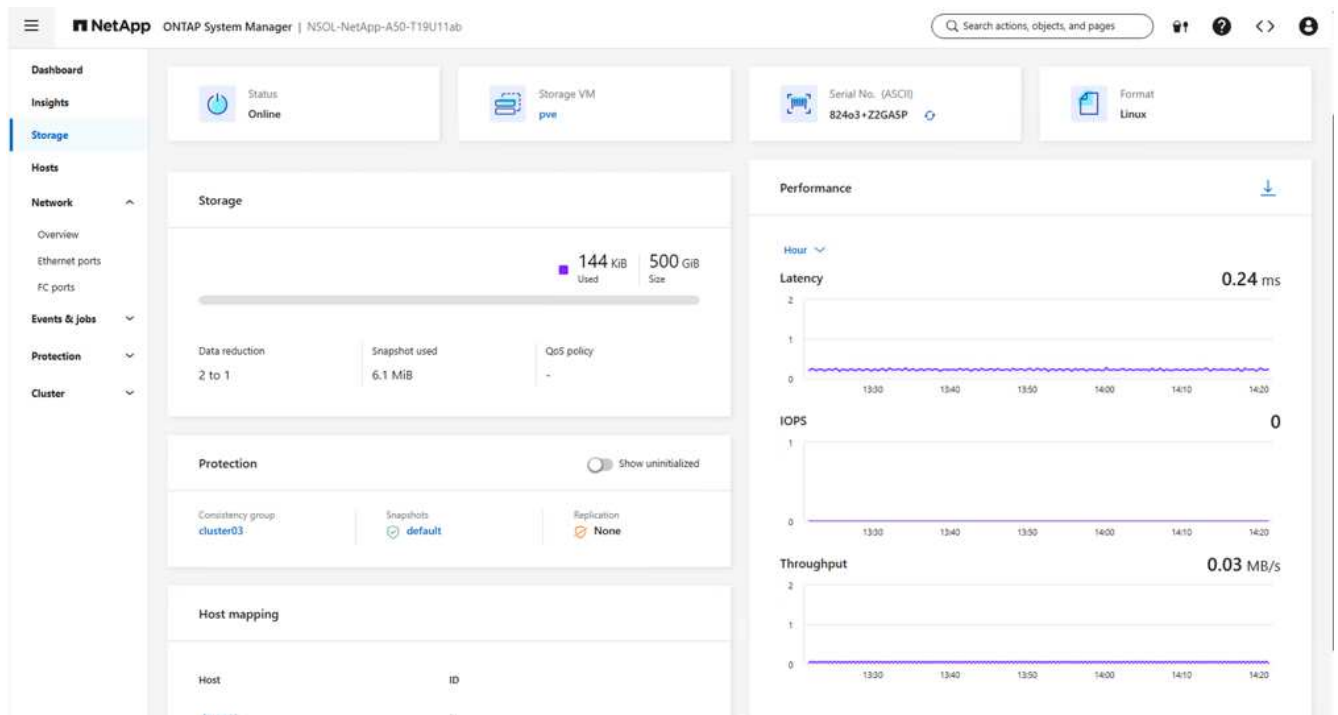 NetApp ONTAP System Manager | NSOL-NetApp-A50-T19U11ab
Search actions, objects, and pages
Dashboard
Insights
Storage
Hosts
Network
Overview
Ethernet ports
FC ports
Events & jobs
Protection
Cluster
Status
Online
Storage VM
pve
Serial No. (ASCII)
824o3+Z2GA5P
Format
Linux
Storage
144 KiB
Used
500 GiB
Size
Data reduction
2 to 1
Snapshot used
6.1 MiB
QoS policy
-
Protection
Show uninitialized
Consistency group
cluster03
Snapshots
default
Replication
None
Host mapping
Host ID
Performance
Hour
Latency 0.24 ms
2
1
0
13:30 13:40 13:50 14:00 14:10 14:20
IOPS 0
1
0
13:30 13:40 13:50 14:00 14:10 14:20
Throughput 0.03 MB/s
2
1
0
13:30 13:40 13:50 14:00 14:10 14:20